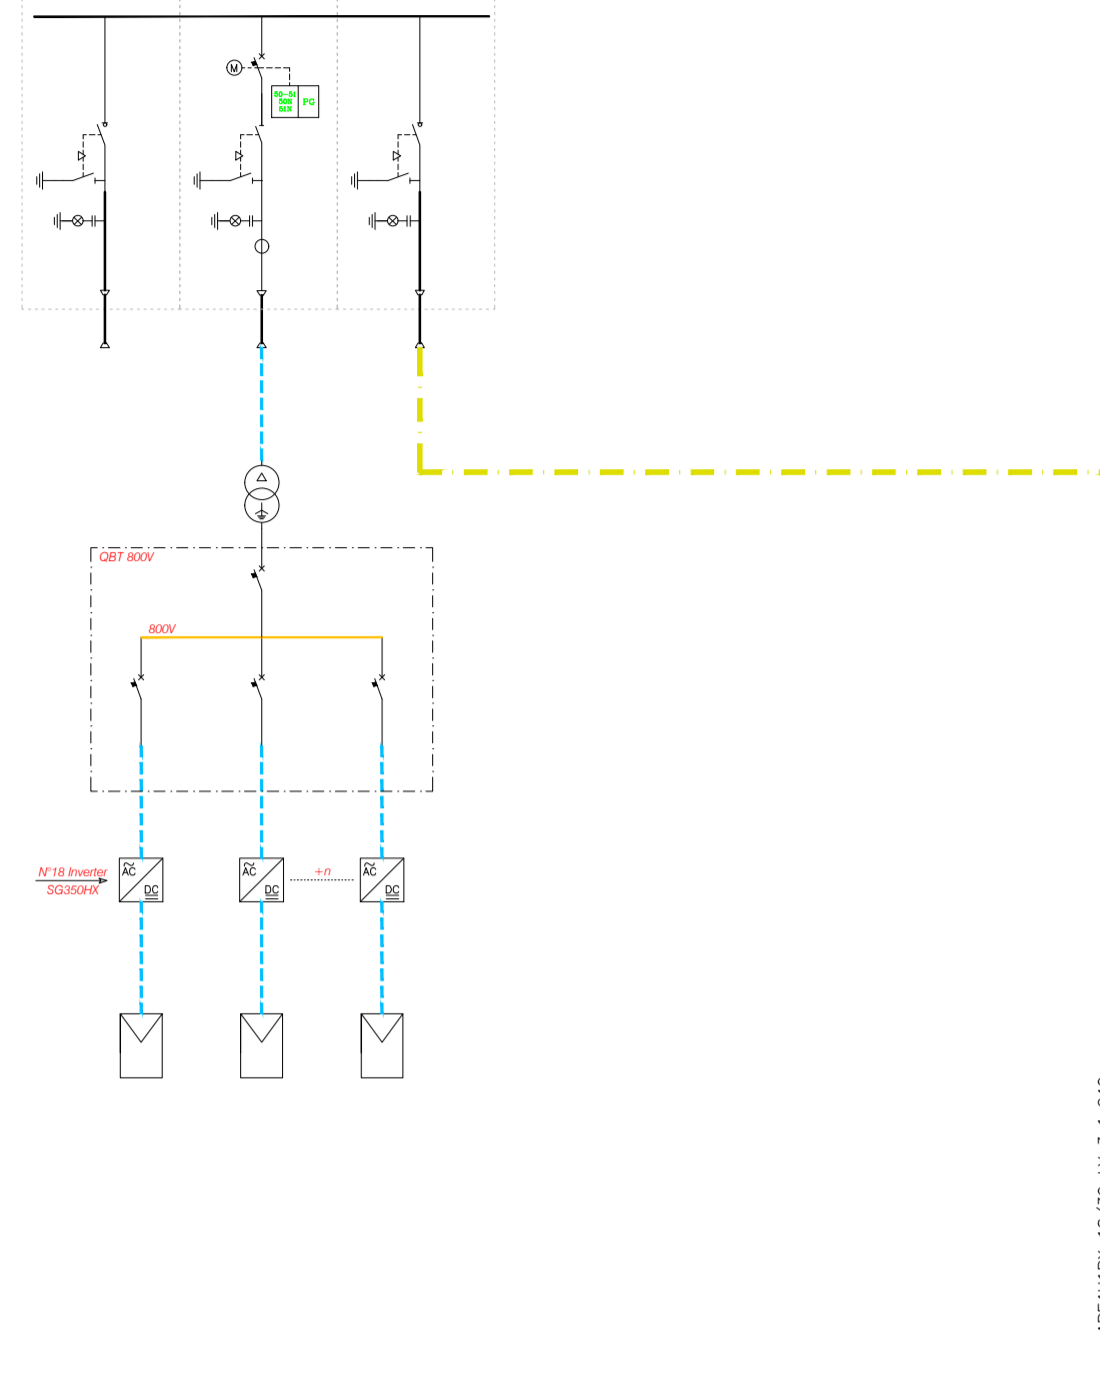 M
50-51
50N
51N
PG
QBT 800V
800V
N°18 Inverter
SG350HX
AC
DC
AC
DC
+n
AC
DC